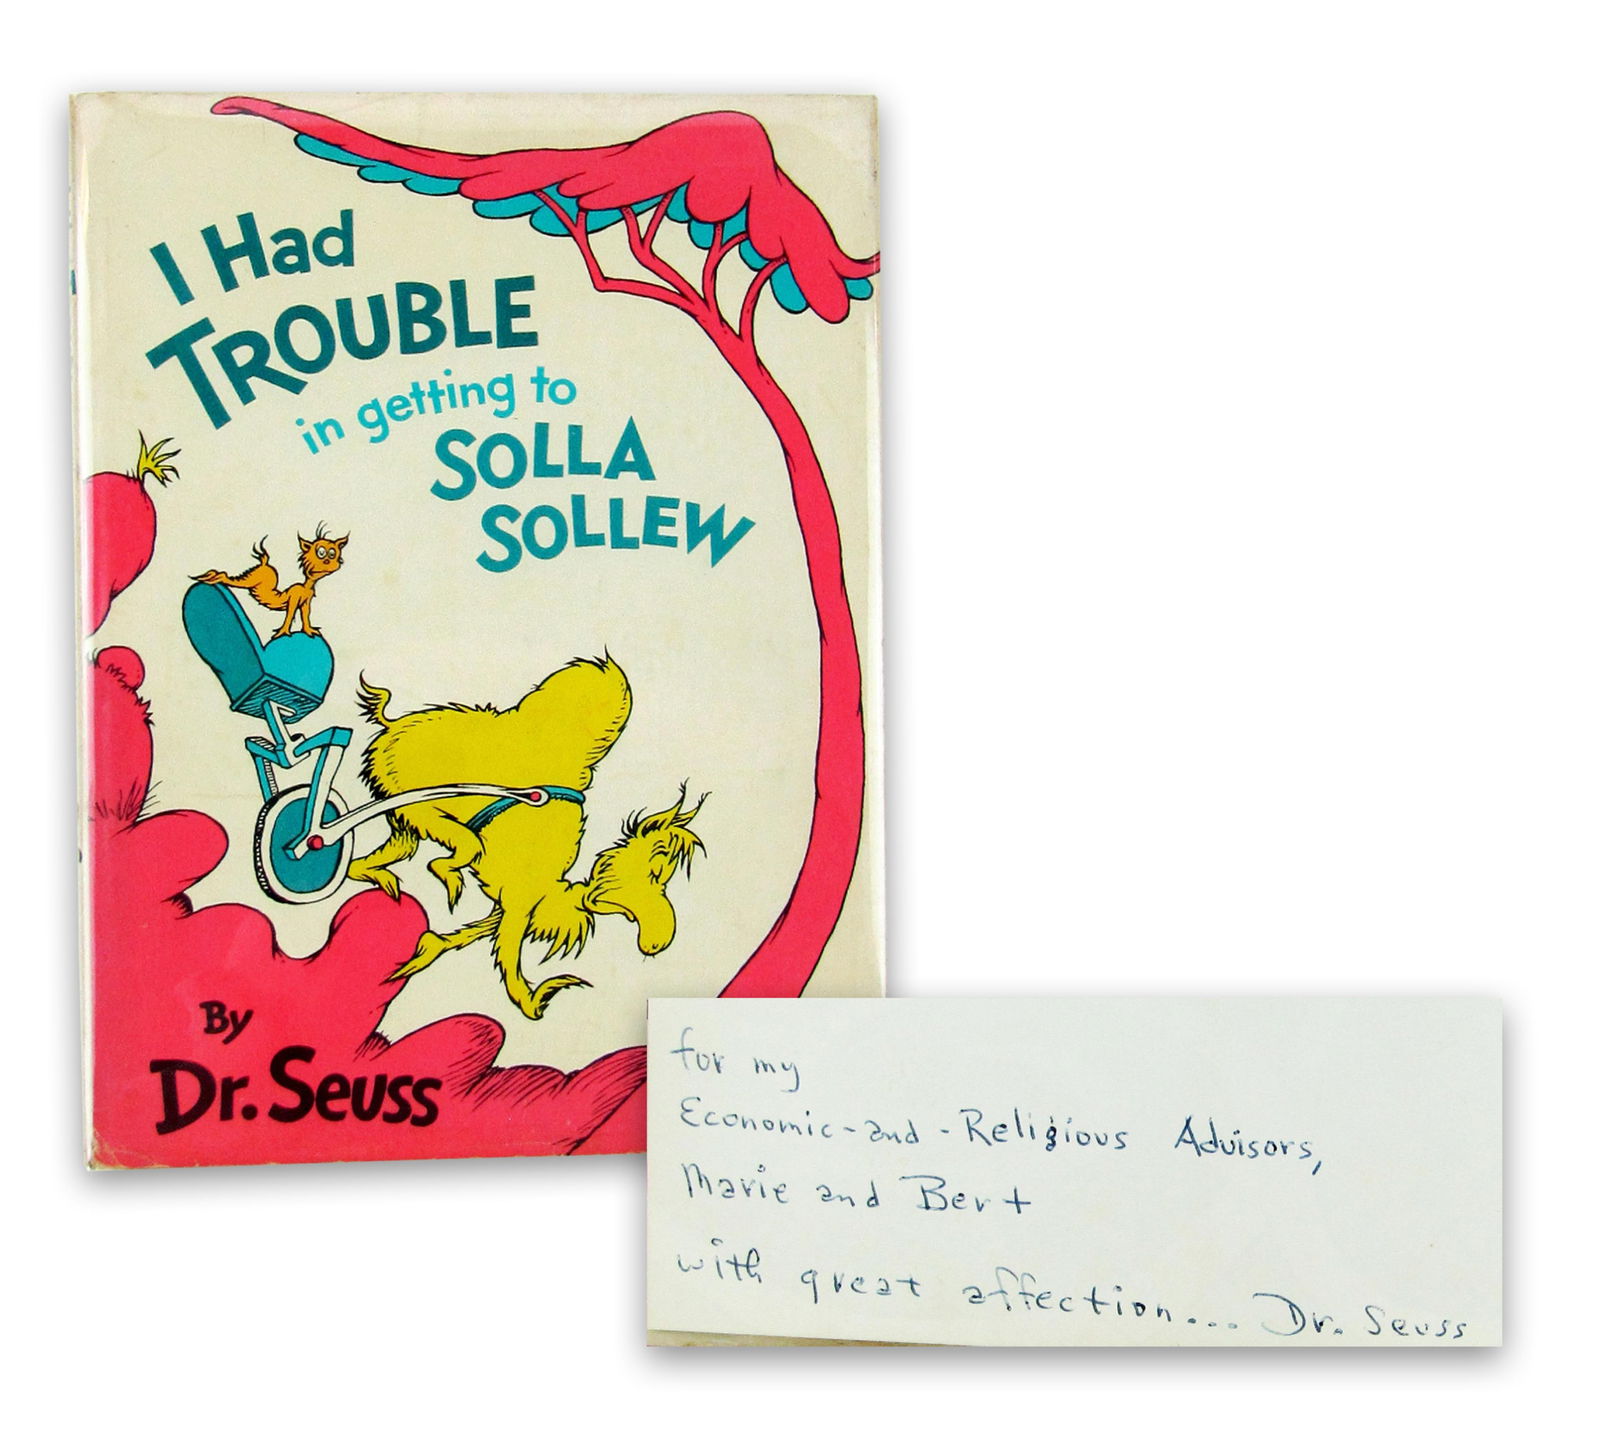 I Had
TROUBLE
in getting to
SOLLA
SOLLEW
By
Dr. Seuss
for my
Economic-and-Religious Advisors,
Marie and Bert
with great affection... Dr. Seuss